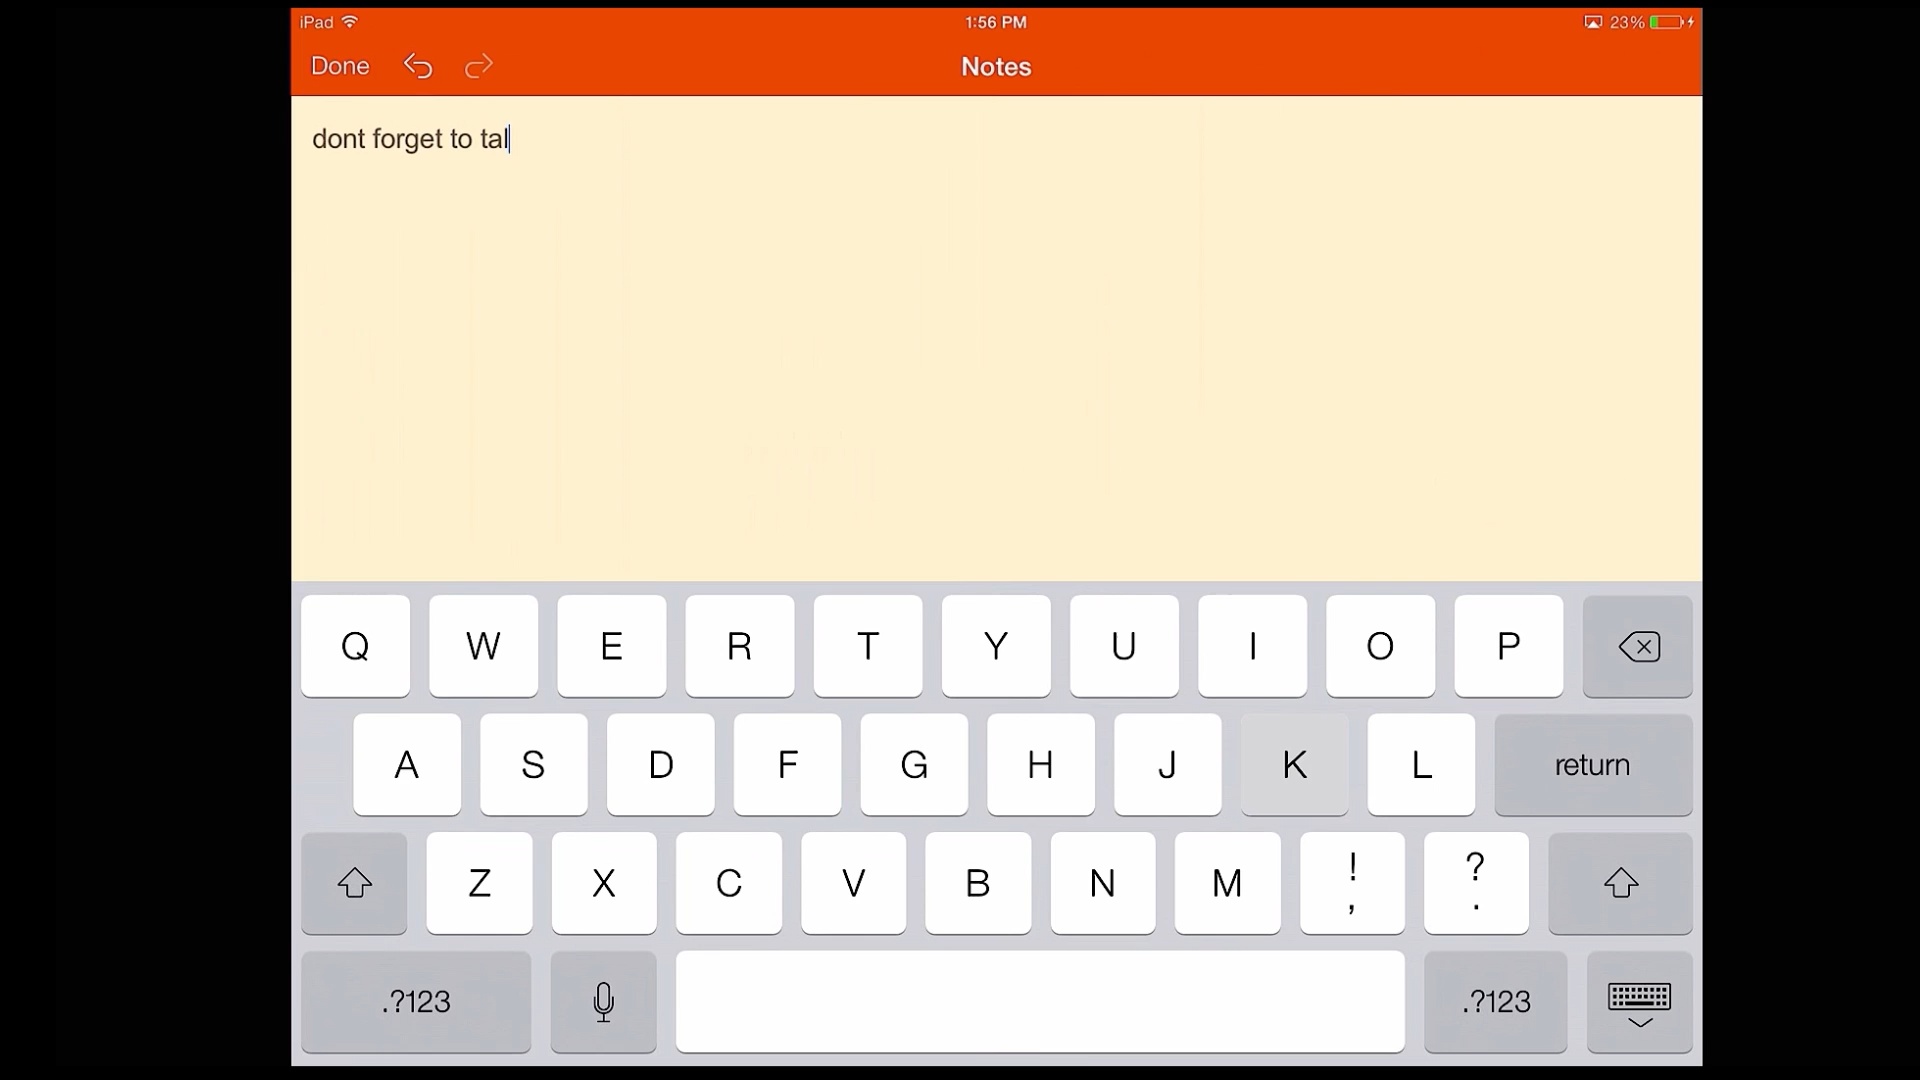 iPad 1:56 PM 23%
Done Notes
dont forget to tal
Q W E R T Y U I O P
A S D F G H J K L return
Z X C V B N M ! , ? .
.?123 .?123